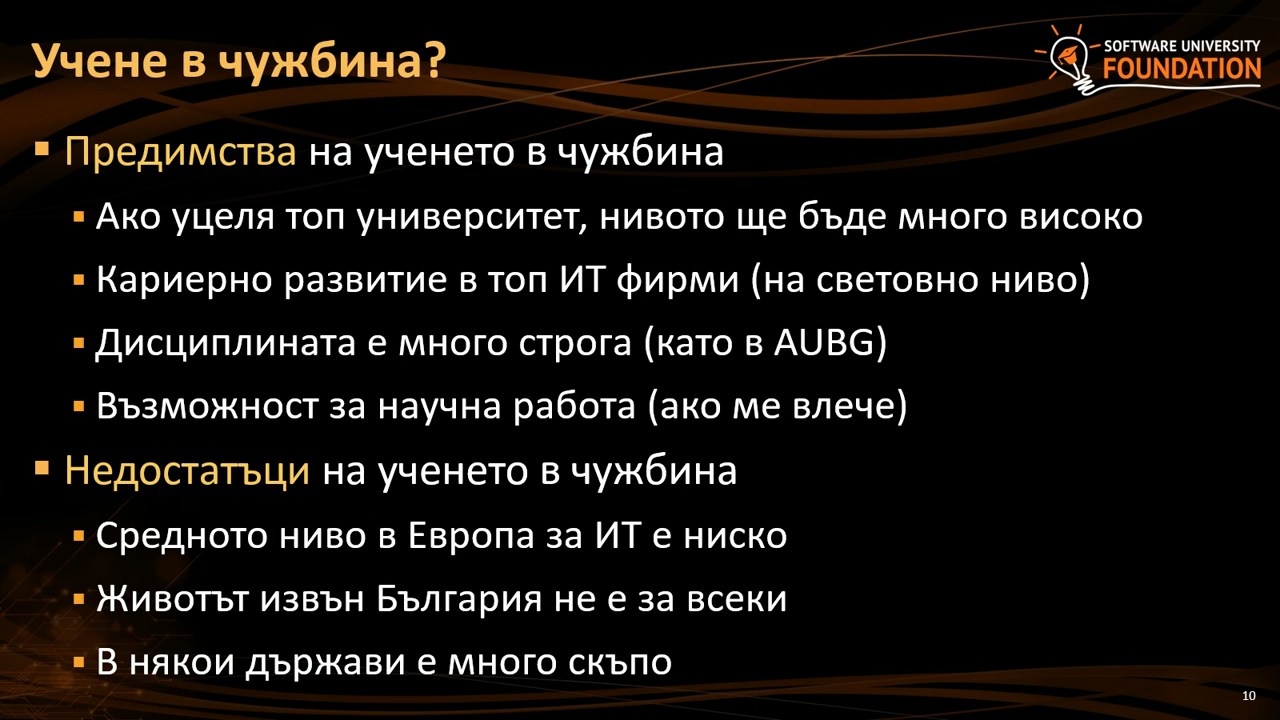 Учене в чужбина?
SOFTWARE UNIVERSITY
FOUNDATION
Предимства на ученето в чужбина
Ако уцеля топ университет, нивото ще бъде много високо
Кариерно развитие в топ ИТ фирми (на световно ниво)
Дисциплината е много строга (като в AUBG)
Възможност за научна работа (ако ме влече)
Недостатъци на ученето в чужбина
Средното ниво в Европа за ИТ е ниско
Животът извън България не е за всеки
В някои държави е много скъпо
10